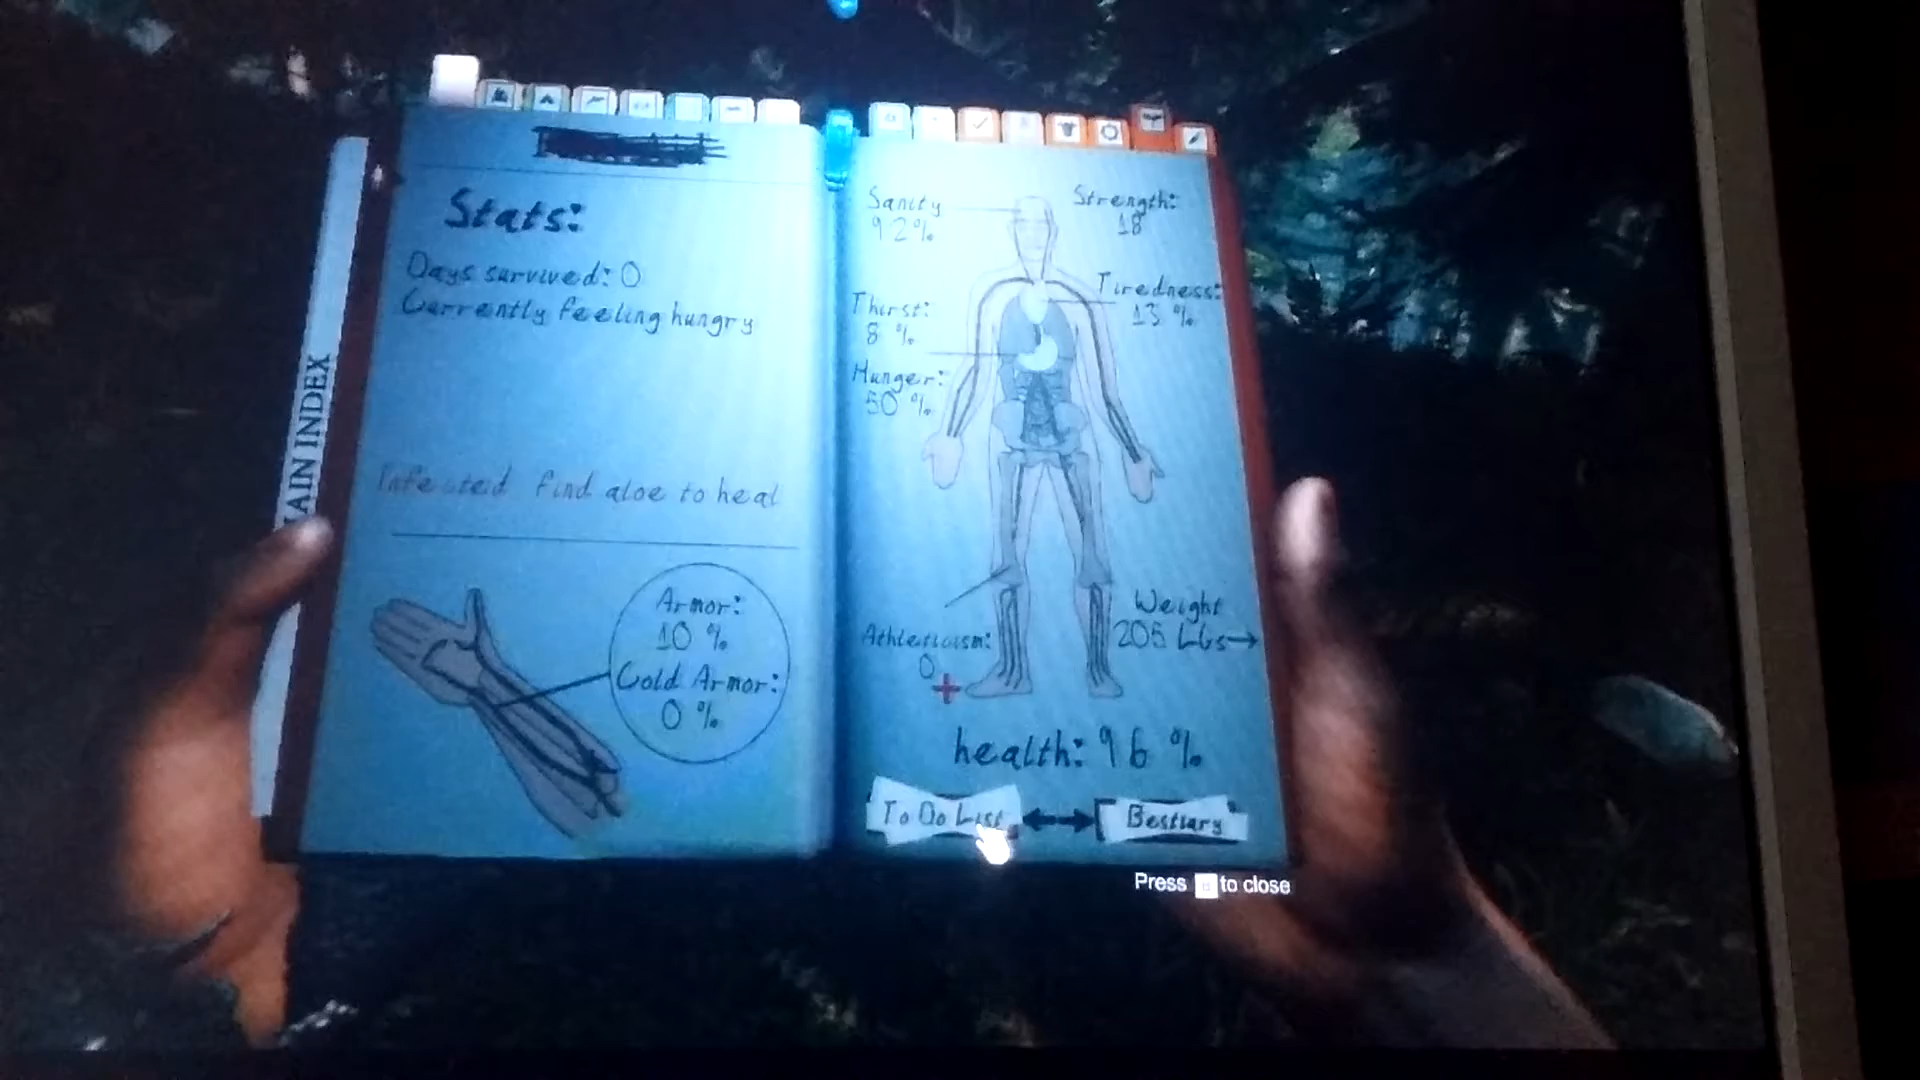 MAIN INDEX
Stats:
Days survived: 0
Currently feeling hungry
Infected find aloe to heal
Armor:
10 %
Cold Armor:
0 %
Sanity
92%
Strength:
18
Thirst:
8 %
Tiredness:
13 %
Hunger:
50 %
Athleticism:
0
Weight
205 Lbs
health: 96 %
To Do List
Bestiary
Press to close